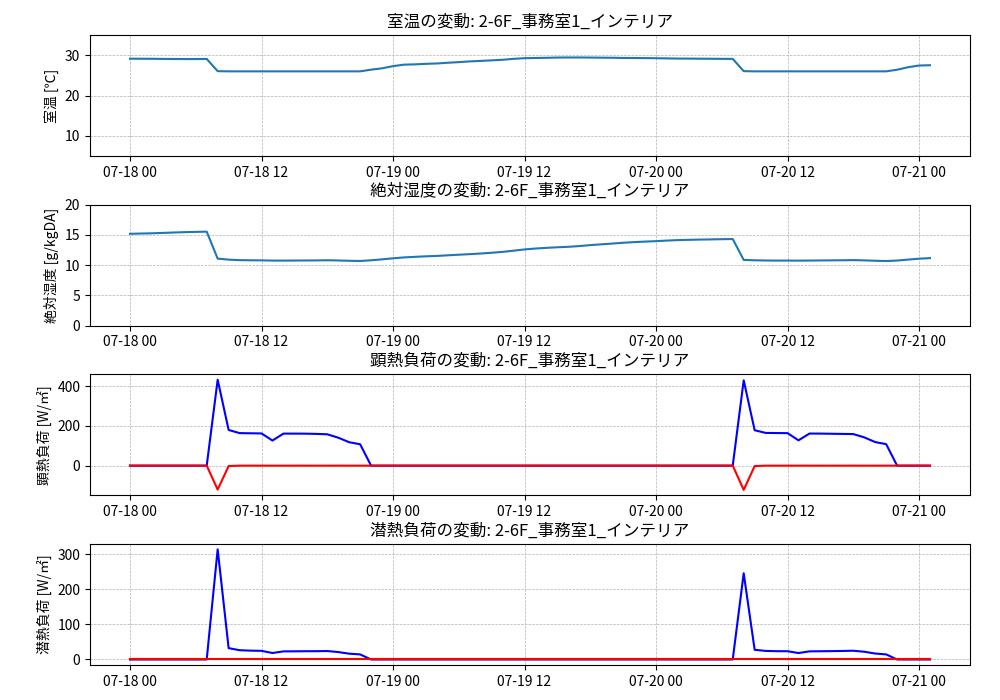 室温の変動: 2-6F_事務室1_インテリア
室温 [℃]
30
20
10
07-18 00 07-18 12 07-19 00 07-19 12 07-20 00 07-20 12 07-21 00
絶対湿度の変動: 2-6F_事務室1_インテリア
絶対湿度 [g/kgDA]
20
15
10
5
0
07-18 00 07-18 12 07-19 00 07-19 12 07-20 00 07-20 12 07-21 00
顕熱負荷の変動: 2-6F_事務室1_インテリア
顕熱負荷 [W/㎡]
400
200
0
07-18 00 07-18 12 07-19 00 07-19 12 07-20 00 07-20 12 07-21 00
潜熱負荷の変動: 2-6F_事務室1_インテリア
潜熱負荷 [W/㎡]
300
200
100
0
07-18 00 07-18 12 07-19 00 07-19 12 07-20 00 07-20 12 07-21 00